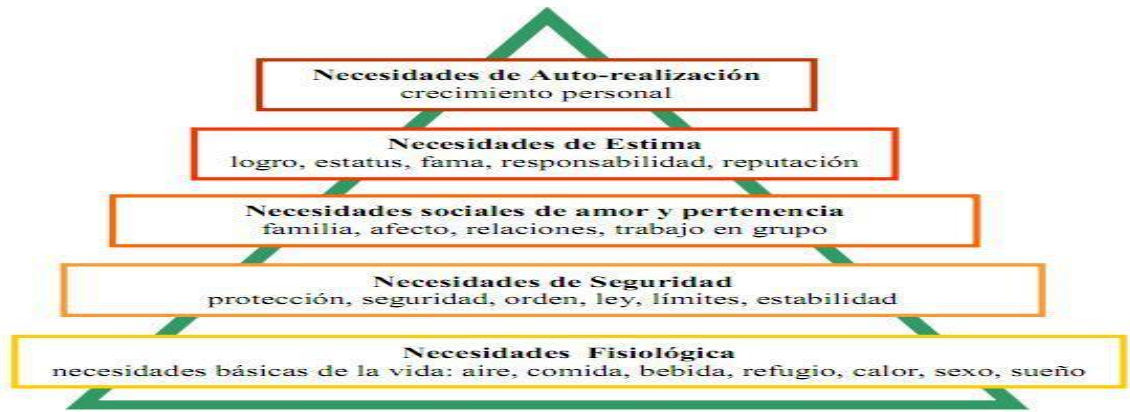 Necesidades de Auto-realización
crecimiento personal
Necesidades de Estima
logro, estatus, fama, responsabilidad, reputación
Necesidades sociales de amor y pertenencia
familia, afecto, relaciones, trabajo en grupo
Necesidades de Seguridad
protección, seguridad, orden, ley, límites, estabilidad
Necesidades Fisiológica
necesidades básicas de la vida: aire, comida, bebida, refugio, calor, sexo, sueño